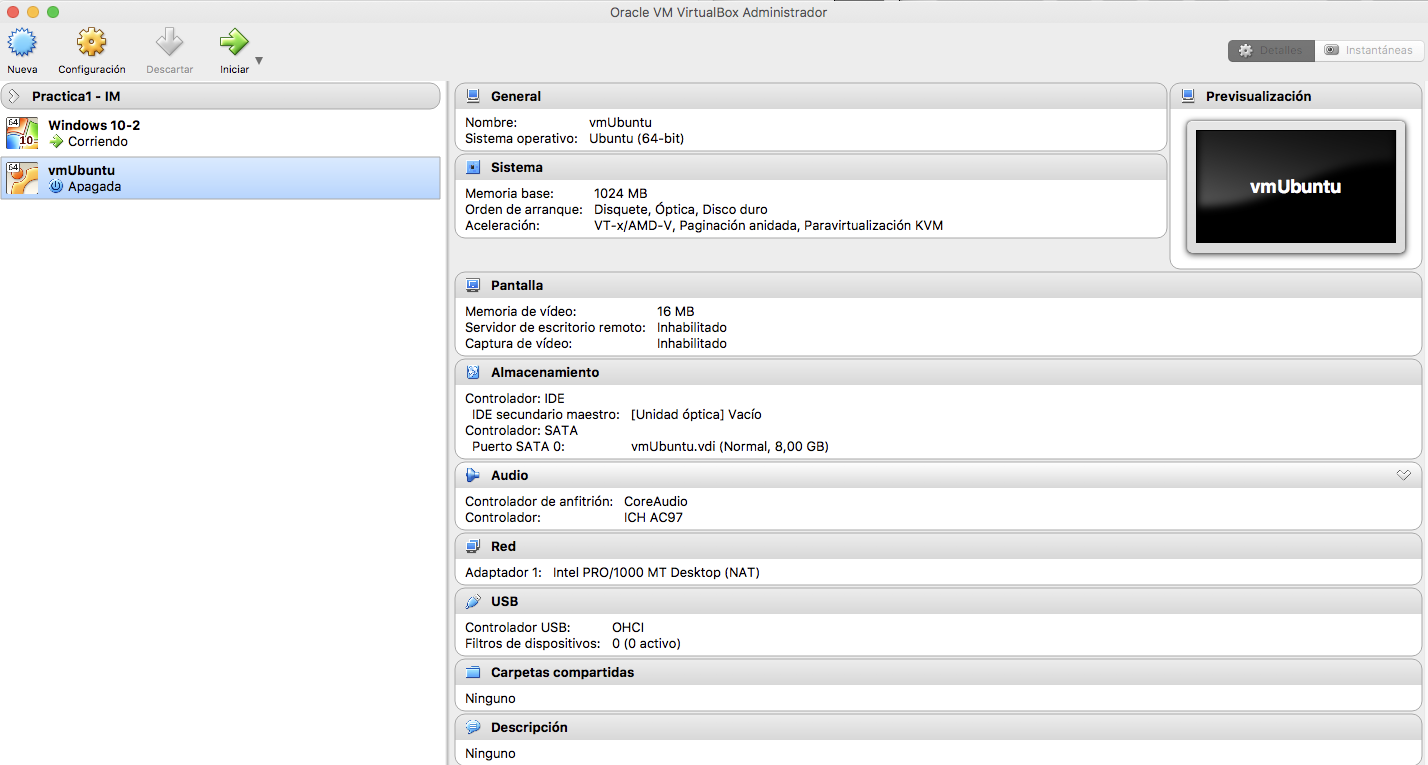 Oracle VM VirtualBox Administrador
Nueva
Configuración
Descartar
Iniciar
Detalles
Instantáneas
Practica1 - IM
64
10
Windows 10-2
Corriendo
64
vmUbuntu
Apagada
General
Nombre: vmUbuntu
Sistema operativo: Ubuntu (64-bit)
Sistema
Memoria base: 1024 MB
Orden de arranque: Disquete, Óptica, Disco duro
Aceleración: VT-x/AMD-V, Paginación anidada, Paravirtualización KVM
Previsualización
vmUbuntu
Pantalla
Memoria de vídeo: 16 MB
Servidor de escritorio remoto: Inhabilitado
Captura de vídeo: Inhabilitado
Almacenamiento
Controlador: IDE
IDE secundario maestro: [Unidad óptica] Vacío
Controlador: SATA
Puerto SATA 0: vmUbuntu.vdi (Normal, 8,00 GB)
Audio
Controlador de anfitrión: CoreAudio
Controlador: ICH AC97
Red
Adaptador 1: Intel PRO/1000 MT Desktop (NAT)
USB
Controlador USB: OHCI
Filtros de dispositivos: 0 (0 activo)
Carpetas compartidas
Ninguno
Descripción
Ninguno